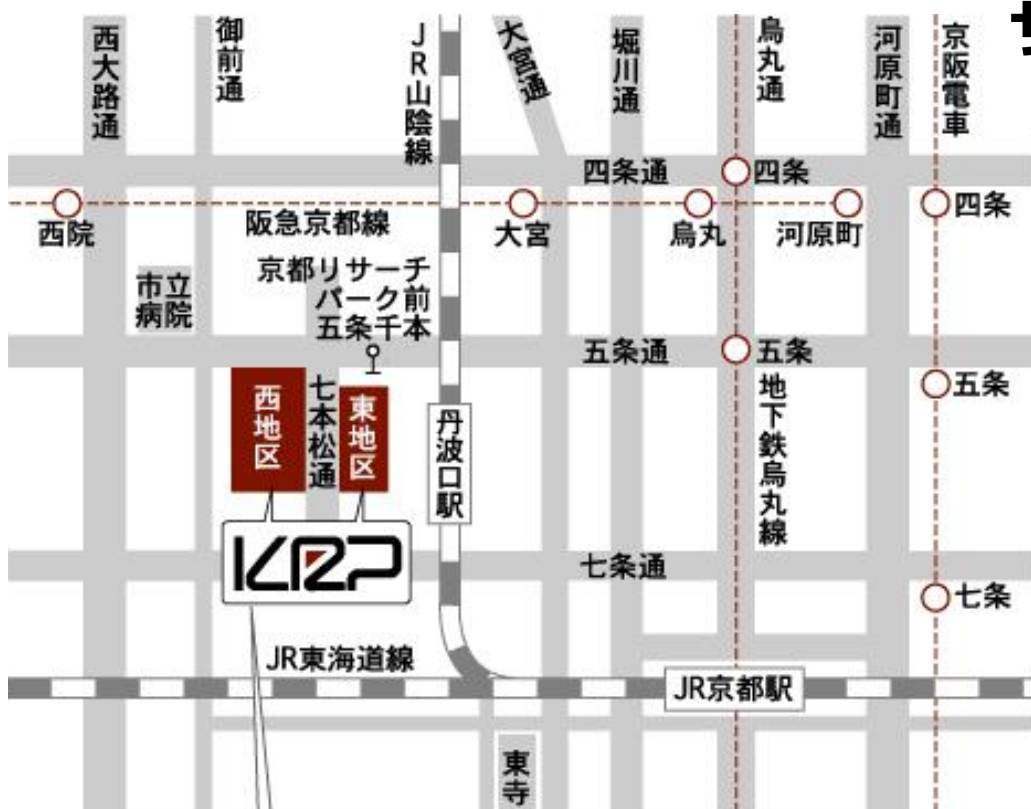 西大路通
御前通
JR山陰線
大宮通
堀川通
烏丸通
河原町通
京阪電車
四条通
四条
西院
阪急京都線
大宮
烏丸
河原町
四条
市立
病院
京都リサーチ
パーク前
五条千本
五条通
五条
五条
西地区
七本松通
東地区
丹波口駅
地下鉄烏丸線
KRP
七条通
七条
JR東海道線
JR京都駅
東寺